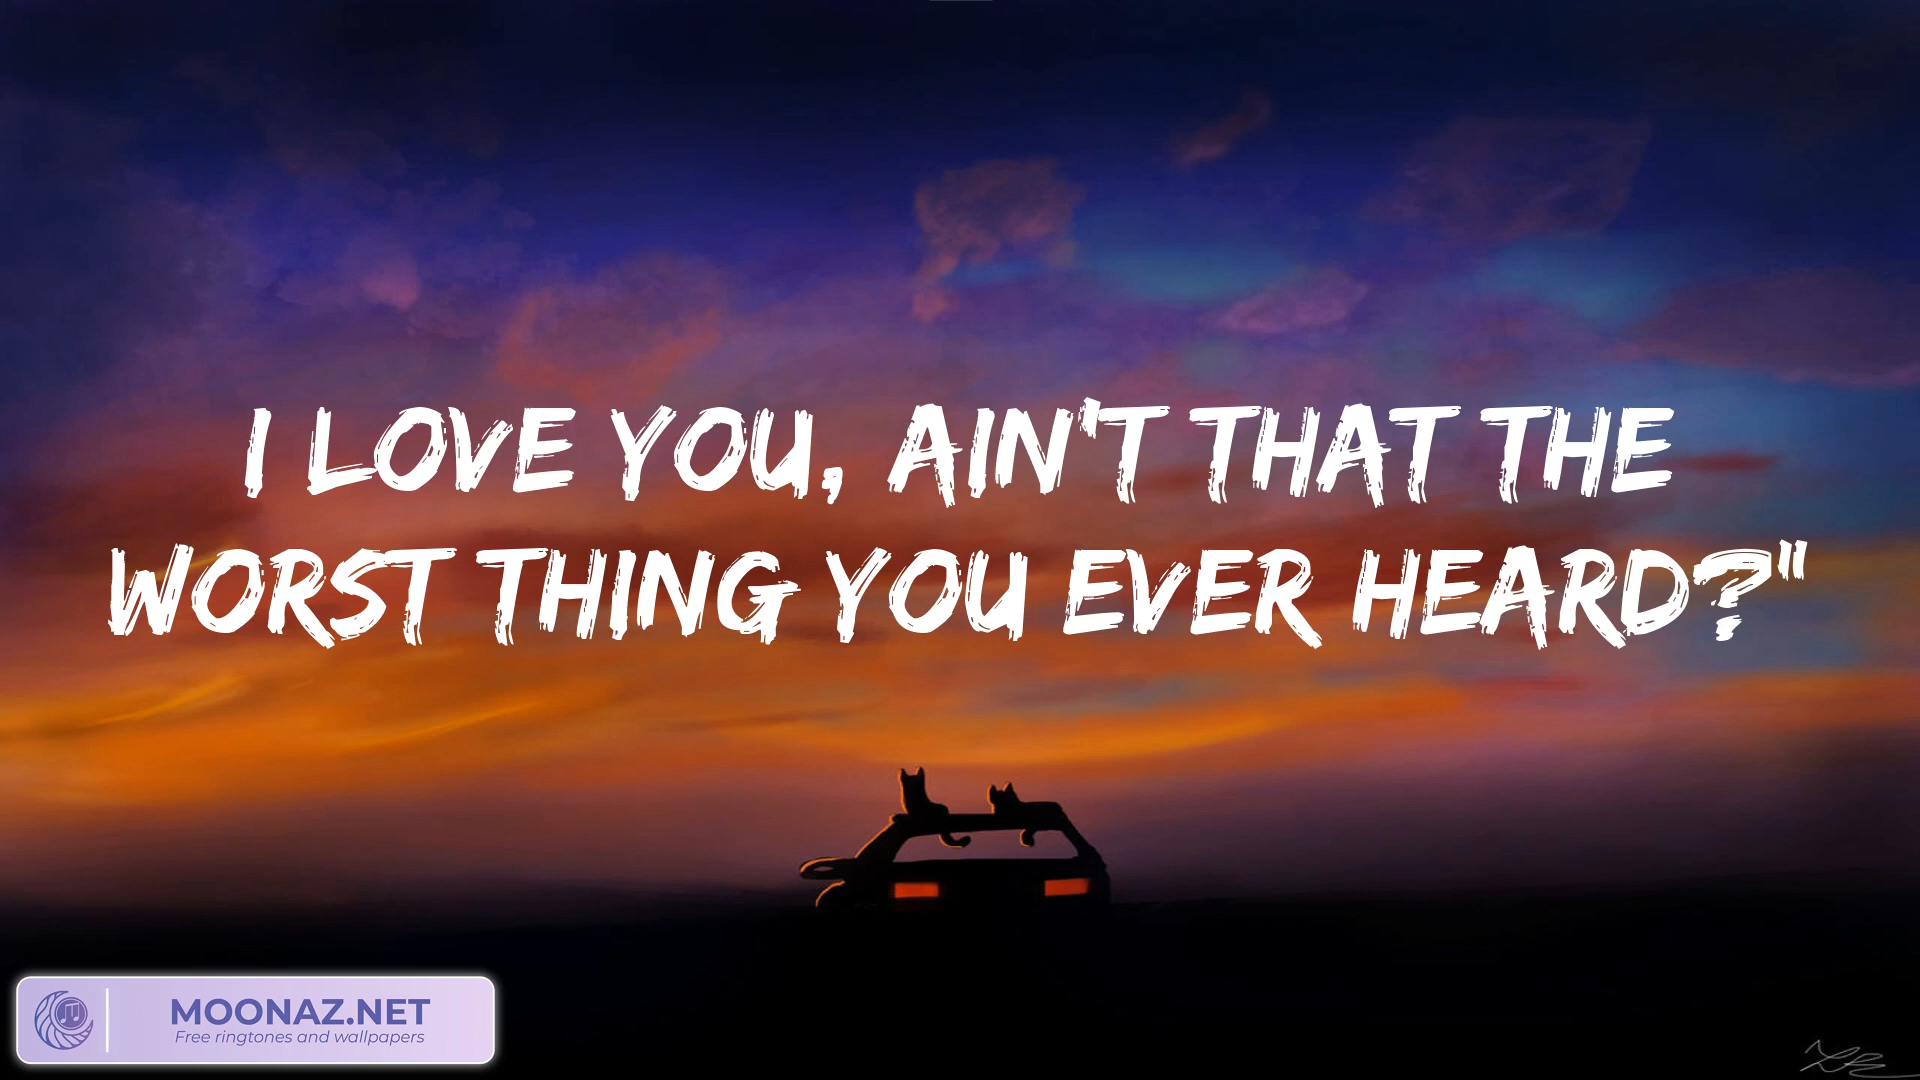 I LOVE YOU, AIN'T THAT THE
WORST THING YOU EVER HEARD?"
MOONAZ.NET
Free ringtones and wallpapers